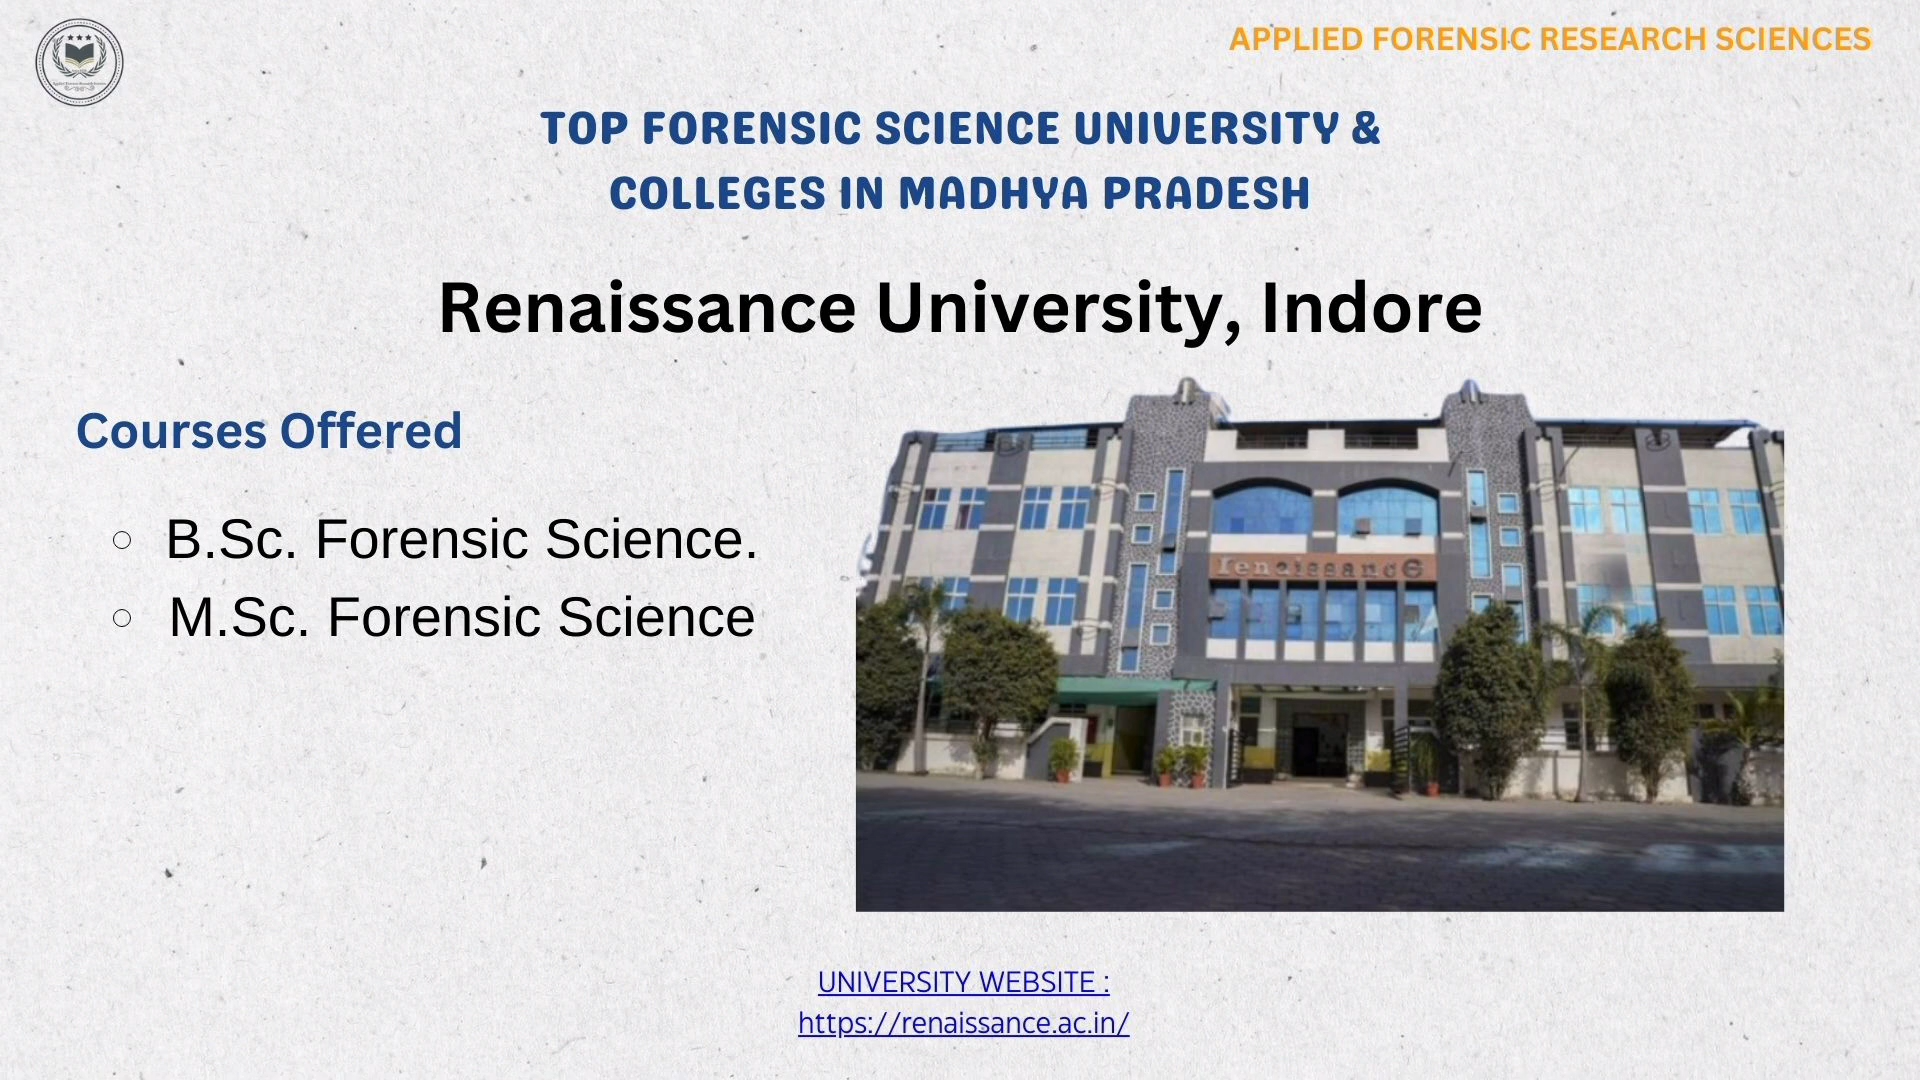 APPLIED FORENSIC RESEARCH SCIENCES
TOP FORENSIC SCIENCE UNIVERSITY &
COLLEGES IN MADHYA PRADESH
Renaissance University, Indore
Courses Offered
B.Sc. Forensic Science.
M.Sc. Forensic Science
renaissance
UNIVERSITY WEBSITE :
https://renaissance.ac.in/